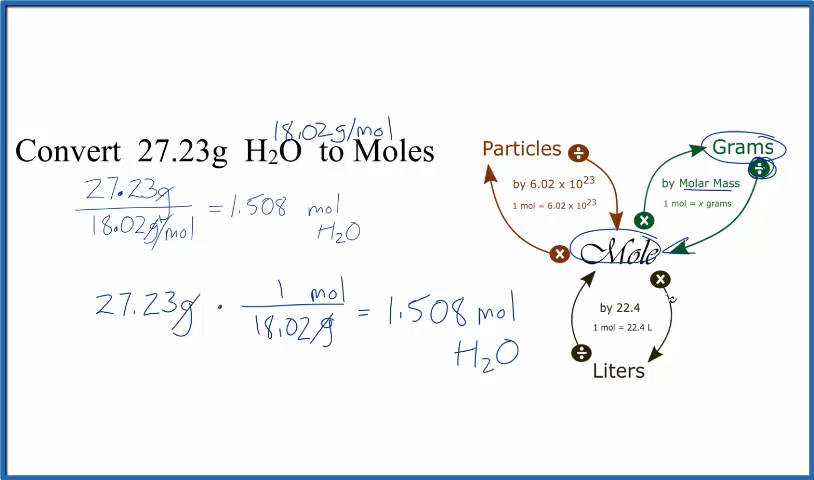 18.02g/mol
Convert 27.23g H2O to Moles
27.23g
18.02g/mol
= 1.508 mol
H2O
27.23g · 1 mol
18.02g
= 1.508 mol
H2O
Particles ÷
by 6.02 x 10^23
1 mol = 6.02 x 10^23
Grams
÷
by Molar Mass
1 mol = x grams
x
x Mole
x
by 22.4
1 mol = 22.4 L
÷
Liters